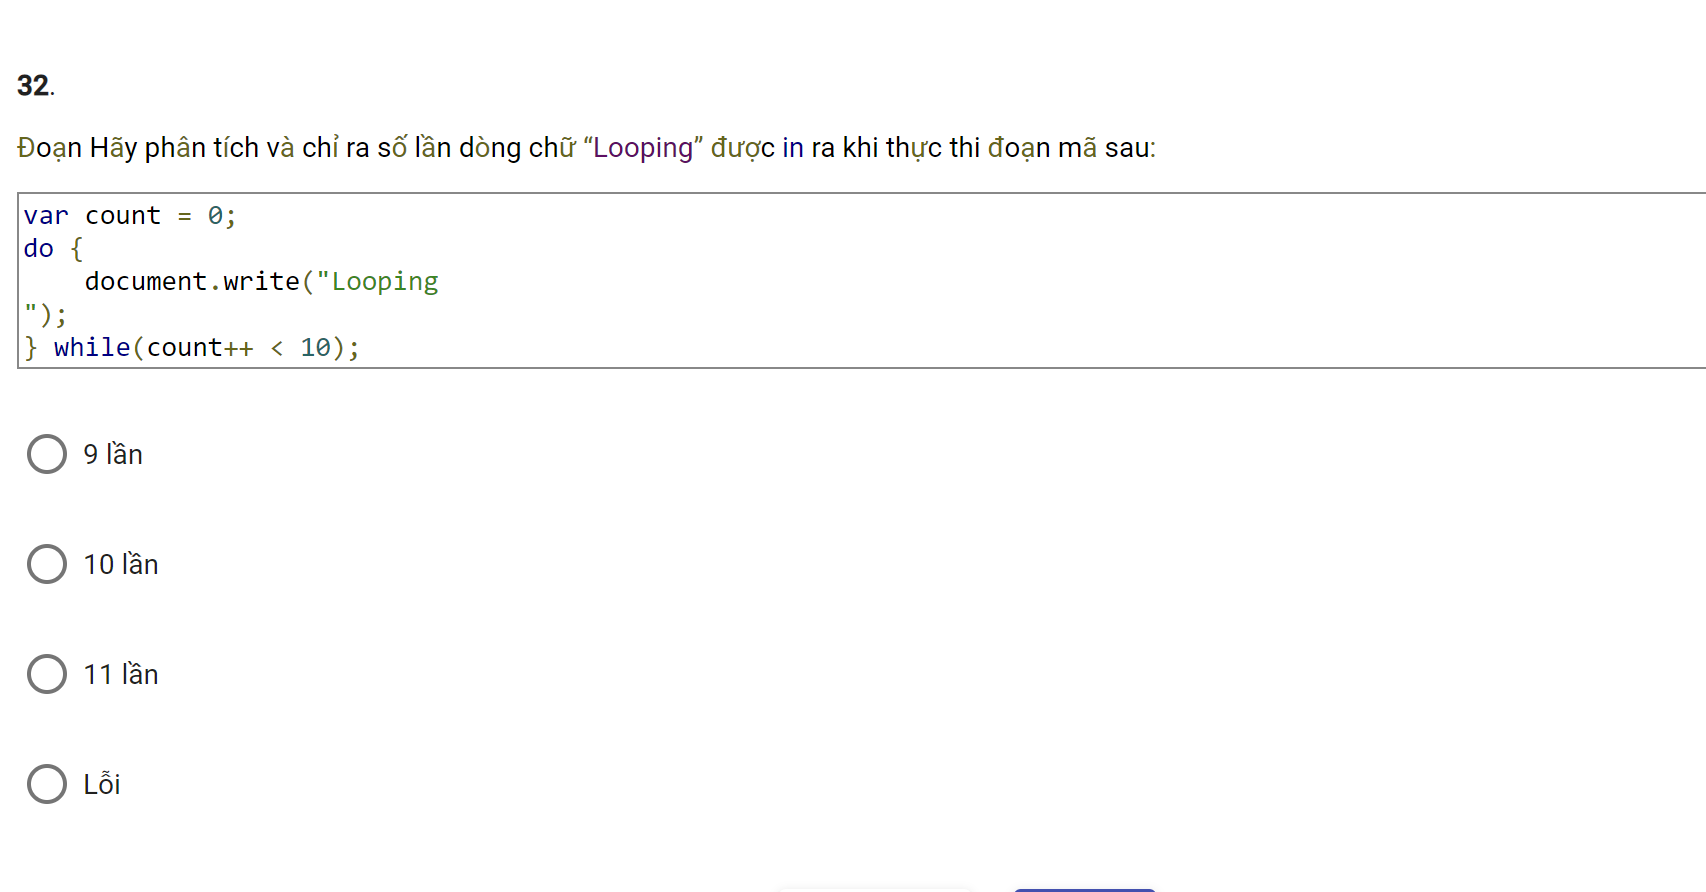 32.
Đoạn Hãy phân tích và chỉ ra số lần dòng chữ “Looping” được in ra khi thực thi đoạn mã sau:
var count = 0;
do {
    document.write("Looping
");
} while(count++ < 10);
9 lần
10 lần
11 lần
Lỗi